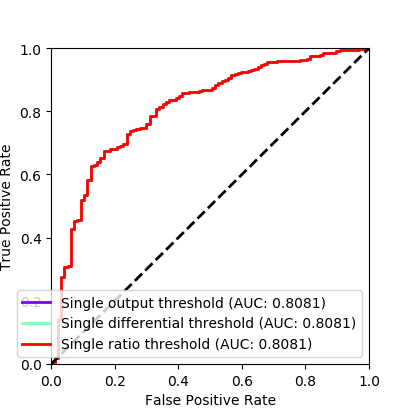 1.0
0.8
0.6
0.4
0.2
0.0
True Positive Rate
Single output threshold (AUC: 0.8081)
Single differential threshold (AUC: 0.8081)
Single ratio threshold (AUC: 0.8081)
0.0 0.2 0.4 0.6 0.8 1.0
False Positive Rate